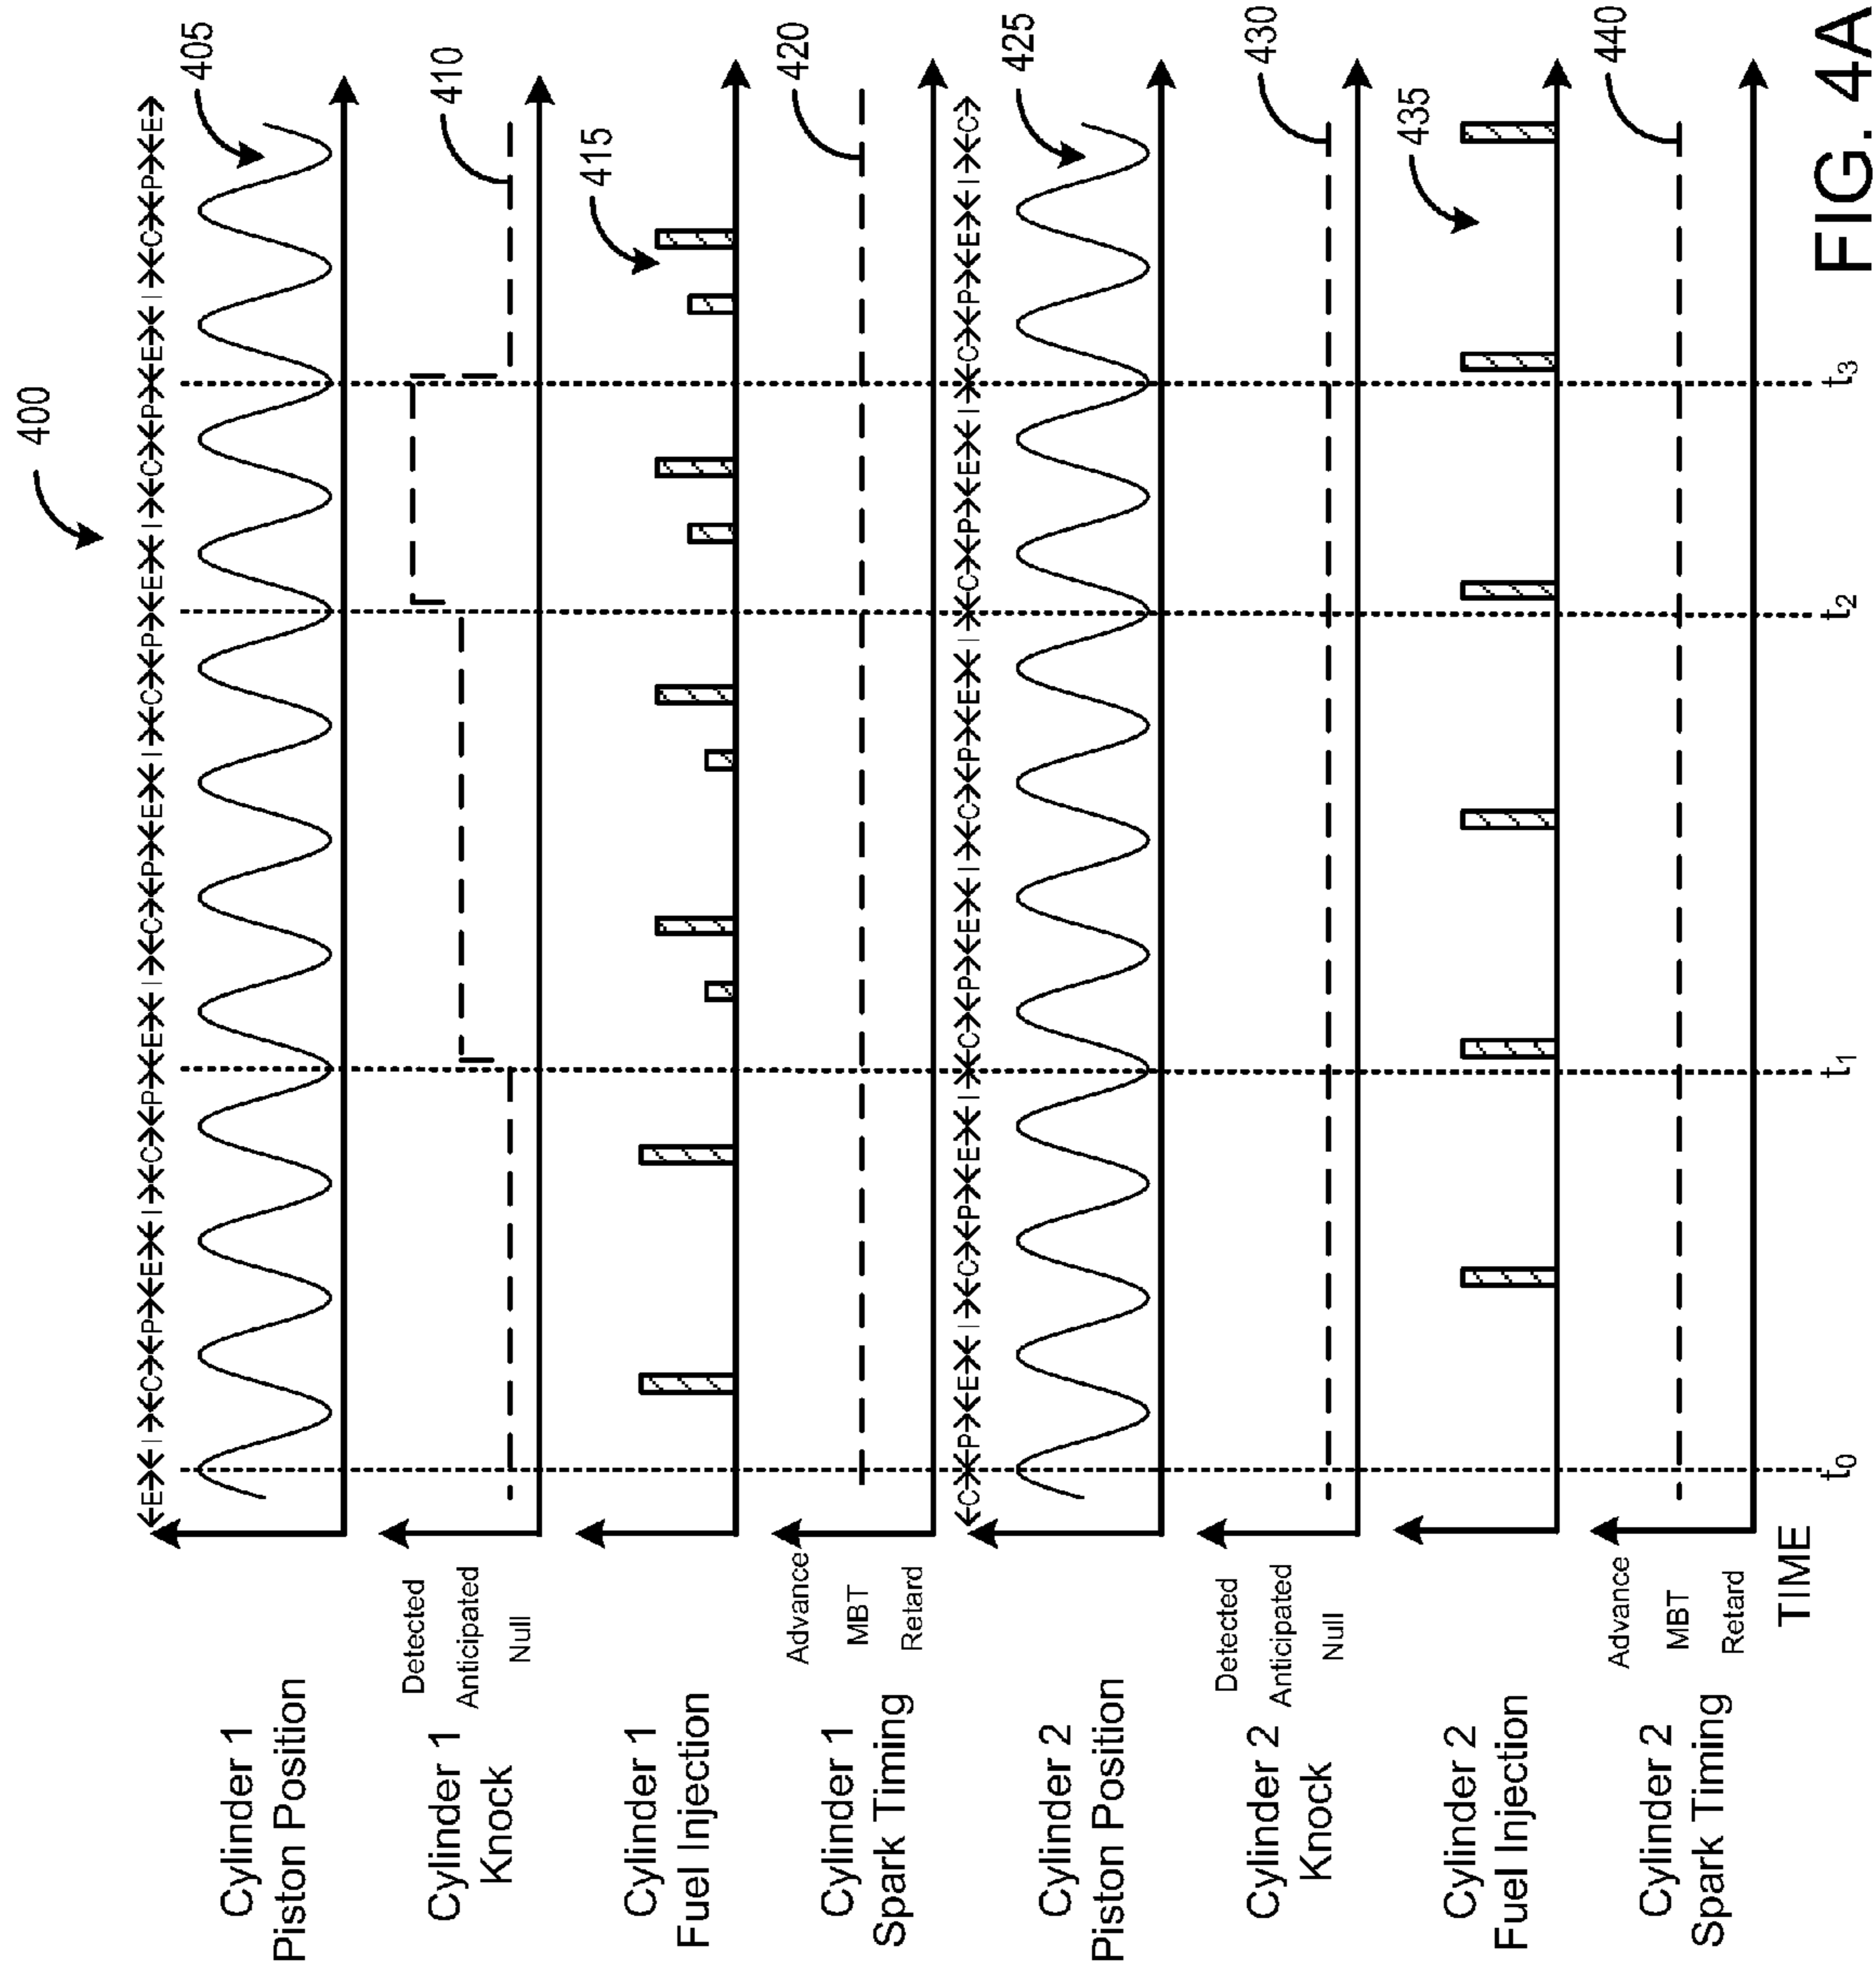 400
E I C P E I C P E I C P E I C P E I C P E I C P E
Cylinder 1
Piston Position
405
Cylinder 1
Knock
Detected
Anticipated
Null
410
Cylinder 1
Fuel Injection
415
Cylinder 1
Spark Timing
Advance
MBT
Retard
420
C P E I C P E I C P E I C P E I C P E I C P E I C
Cylinder 2
Piston Position
425
Cylinder 2
Knock
Detected
Anticipated
Null
430
Cylinder 2
Fuel Injection
435
Cylinder 2
Spark Timing
Advance
MBT
Retard
440
TIME
t0
t1
t2
t3
FIG. 4A